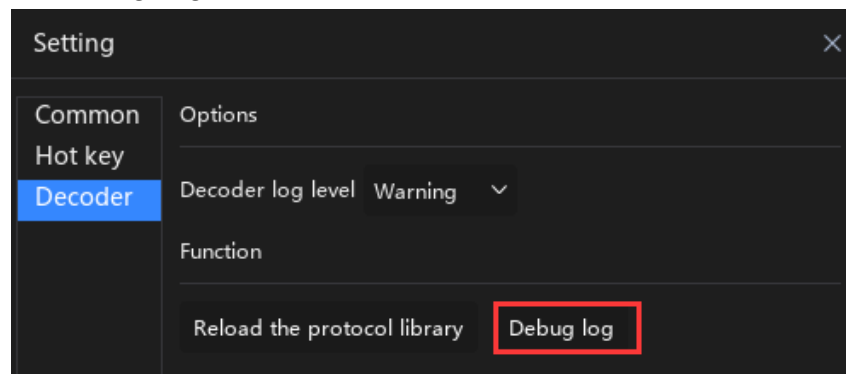 Setting
Common
Hot key
Decoder
Options
Decoder log level Warning
Function
Reload the protocol library Debug log